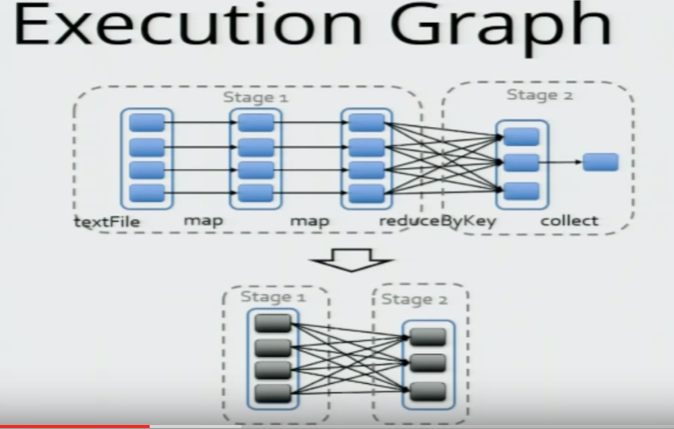 Execution Graph
Stage 1
Stage 2
textFile map map reduceByKey collect
Stage 1
Stage 2